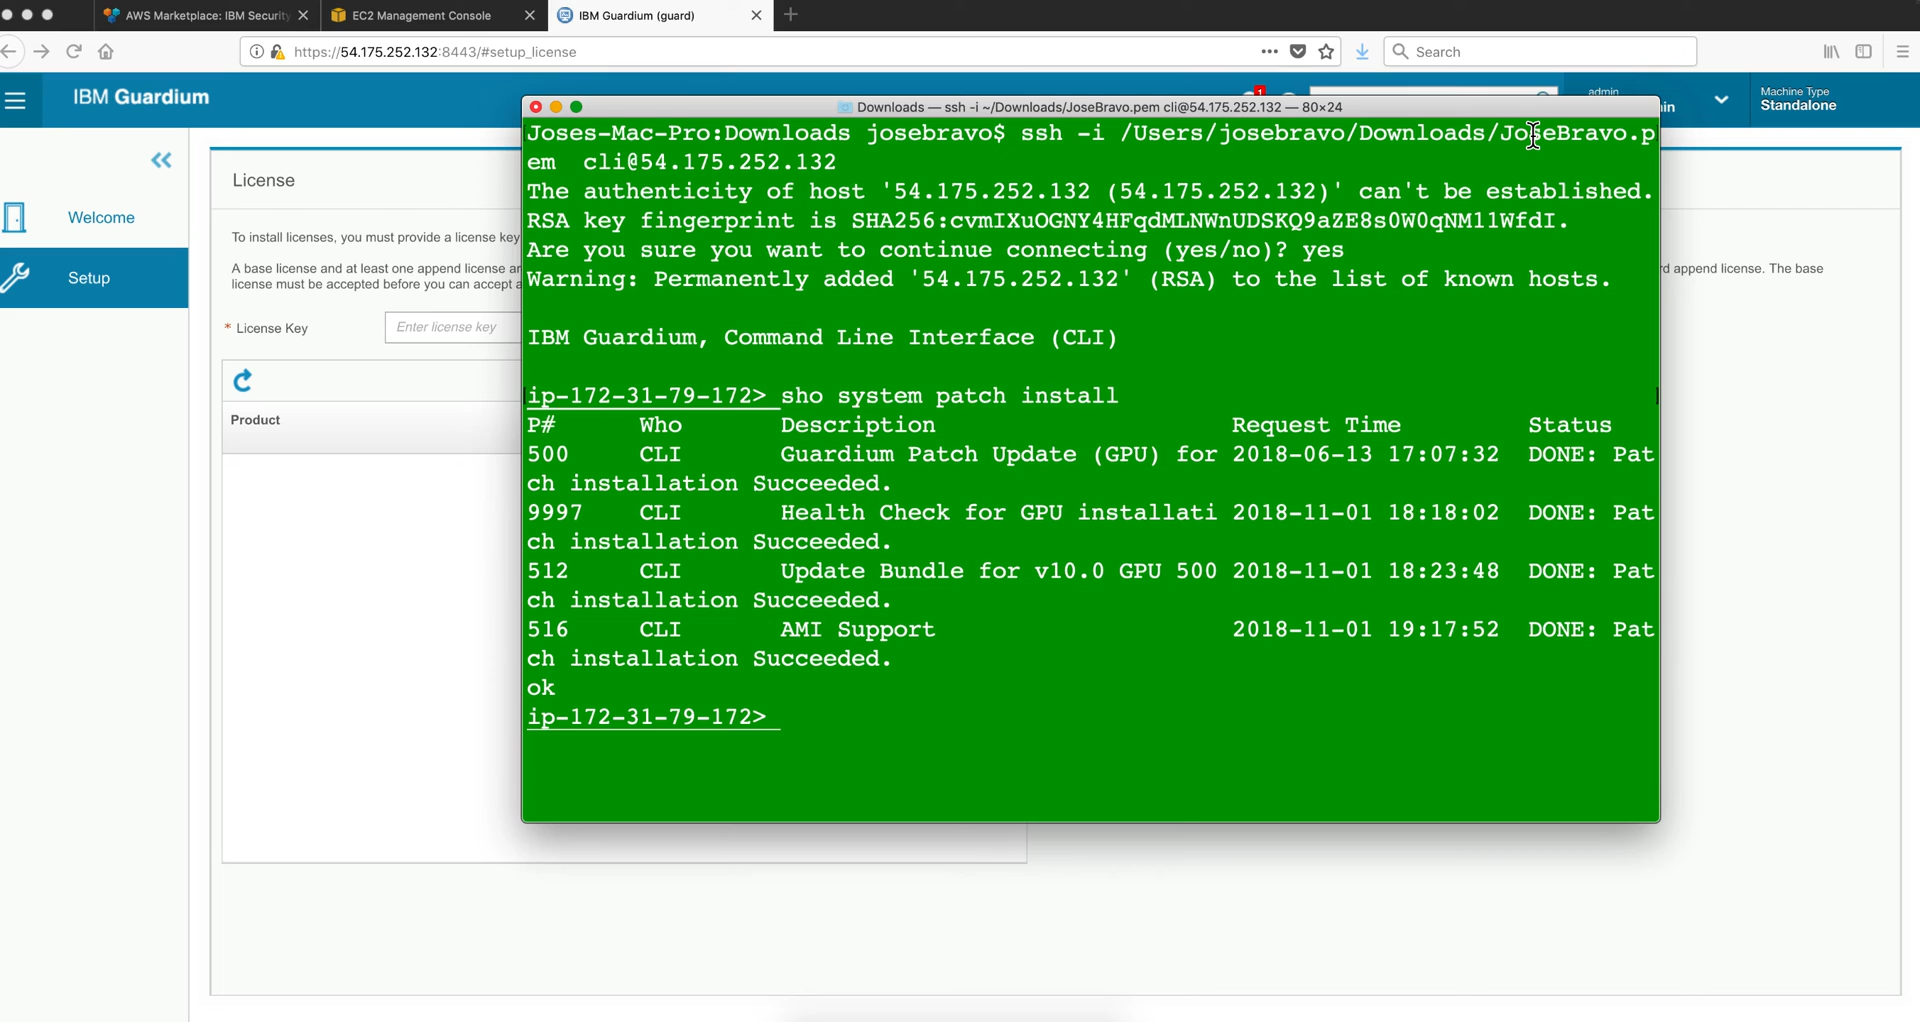 AWS Marketplace: IBM Security
EC2 Management Console
IBM Guardium (guard)
https://54.175.252.132:8443/#setup_license
Search
IBM Guardium
1
admin
in
Machine Type
Standalone
Welcome
Setup
License
To install licenses, you must provide a license key
A base license and at least one append license ar
d append license. The base
license must be accepted before you can accept a
* License Key
Enter license key
Product
Downloads — ssh -i ~/Downloads/JoseBravo.pem cli@54.175.252.132 — 80×24
Joses-Mac-Pro:Downloads josebravo$ ssh -i /Users/josebravo/Downloads/JoseBravo.p
em  cli@54.175.252.132
The authenticity of host '54.175.252.132 (54.175.252.132)' can't be established.
RSA key fingerprint is SHA256:cvmIXuOGNY4HFqdMLNWnUDSKQ9aZE8s0W0qNM11WfdI.
Are you sure you want to continue connecting (yes/no)? yes
Warning: Permanently added '54.175.252.132' (RSA) to the list of known hosts.
IBM Guardium, Command Line Interface (CLI)
ip-172-31-79-172> sho system patch install
P# Who Description Request Time Status
500 CLI Guardium Patch Update (GPU) for 2018-06-13 17:07:32 DONE: Pat
ch installation Succeeded.
9997 CLI Health Check for GPU installati 2018-11-01 18:18:02 DONE: Pat
ch installation Succeeded.
512 CLI Update Bundle for v10.0 GPU 500 2018-11-01 18:23:48 DONE: Pat
ch installation Succeeded.
516 CLI AMI Support 2018-11-01 19:17:52 DONE: Pat
ch installation Succeeded.
ok
ip-172-31-79-172>